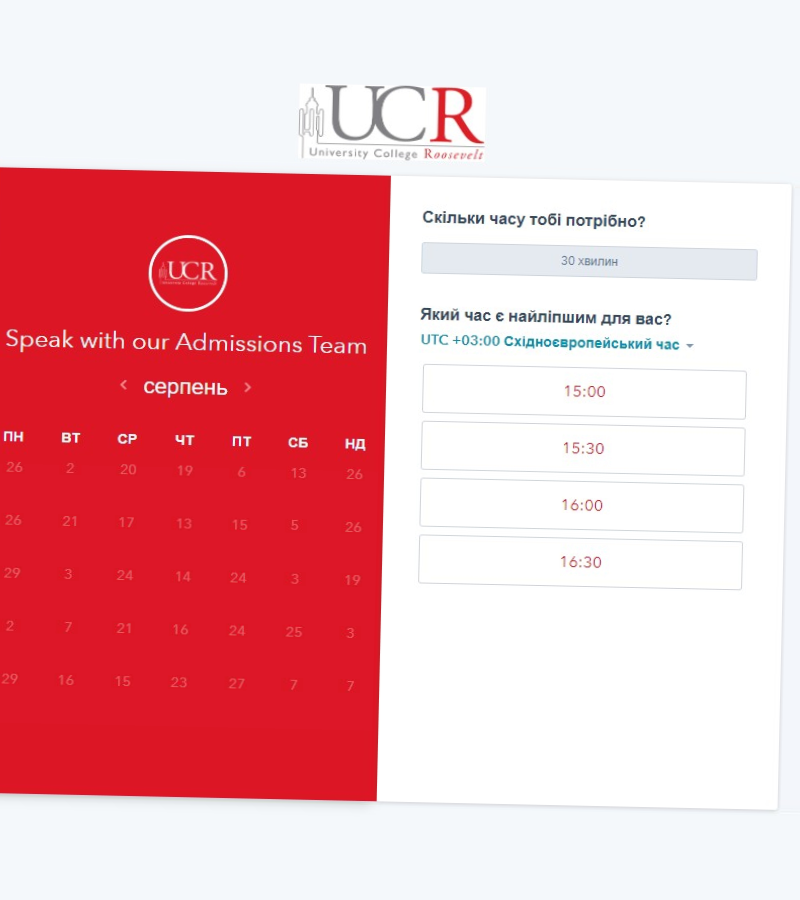 UCR
University College Roosevelt
UCR
Speak with our Admissions Team
серпень
ПН ВТ СР ЧТ ПТ СБ НД
26 2 20 19 6 13 26
26 21 17 13 15 5 26
29 3 24 14 24 3 19
2 7 21 16 24 25 3
29 16 15 23 27 7 7
Скільки часу тобі потрібно?
30 хвилин
Який час є найліпшим для вас?
UTC +03:00 Східноєвропейський час
15:00
15:30
16:00
16:30